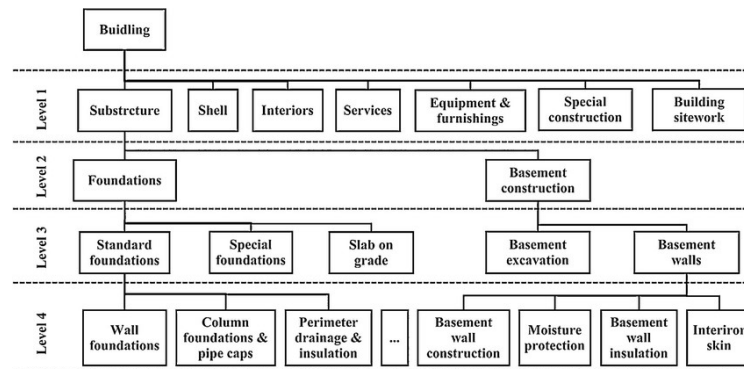 Buidling
Level 1
Substrcture
Shell
Interiors
Services
Equipment &
furnishings
Special
construction
Building
sitework
Level 2
Foundations
Basement
construction
Level 3
Standard
foundations
Special
foundations
Slab on
grade
Basement
excavation
Basement
walls
Level 4
Wall
foundations
Column
foundations &
pipe caps
Perimeter
drainage &
insulation
...
Basement
wall
construction
Moisture
protection
Basement
wall
insulation
Interiron
skin